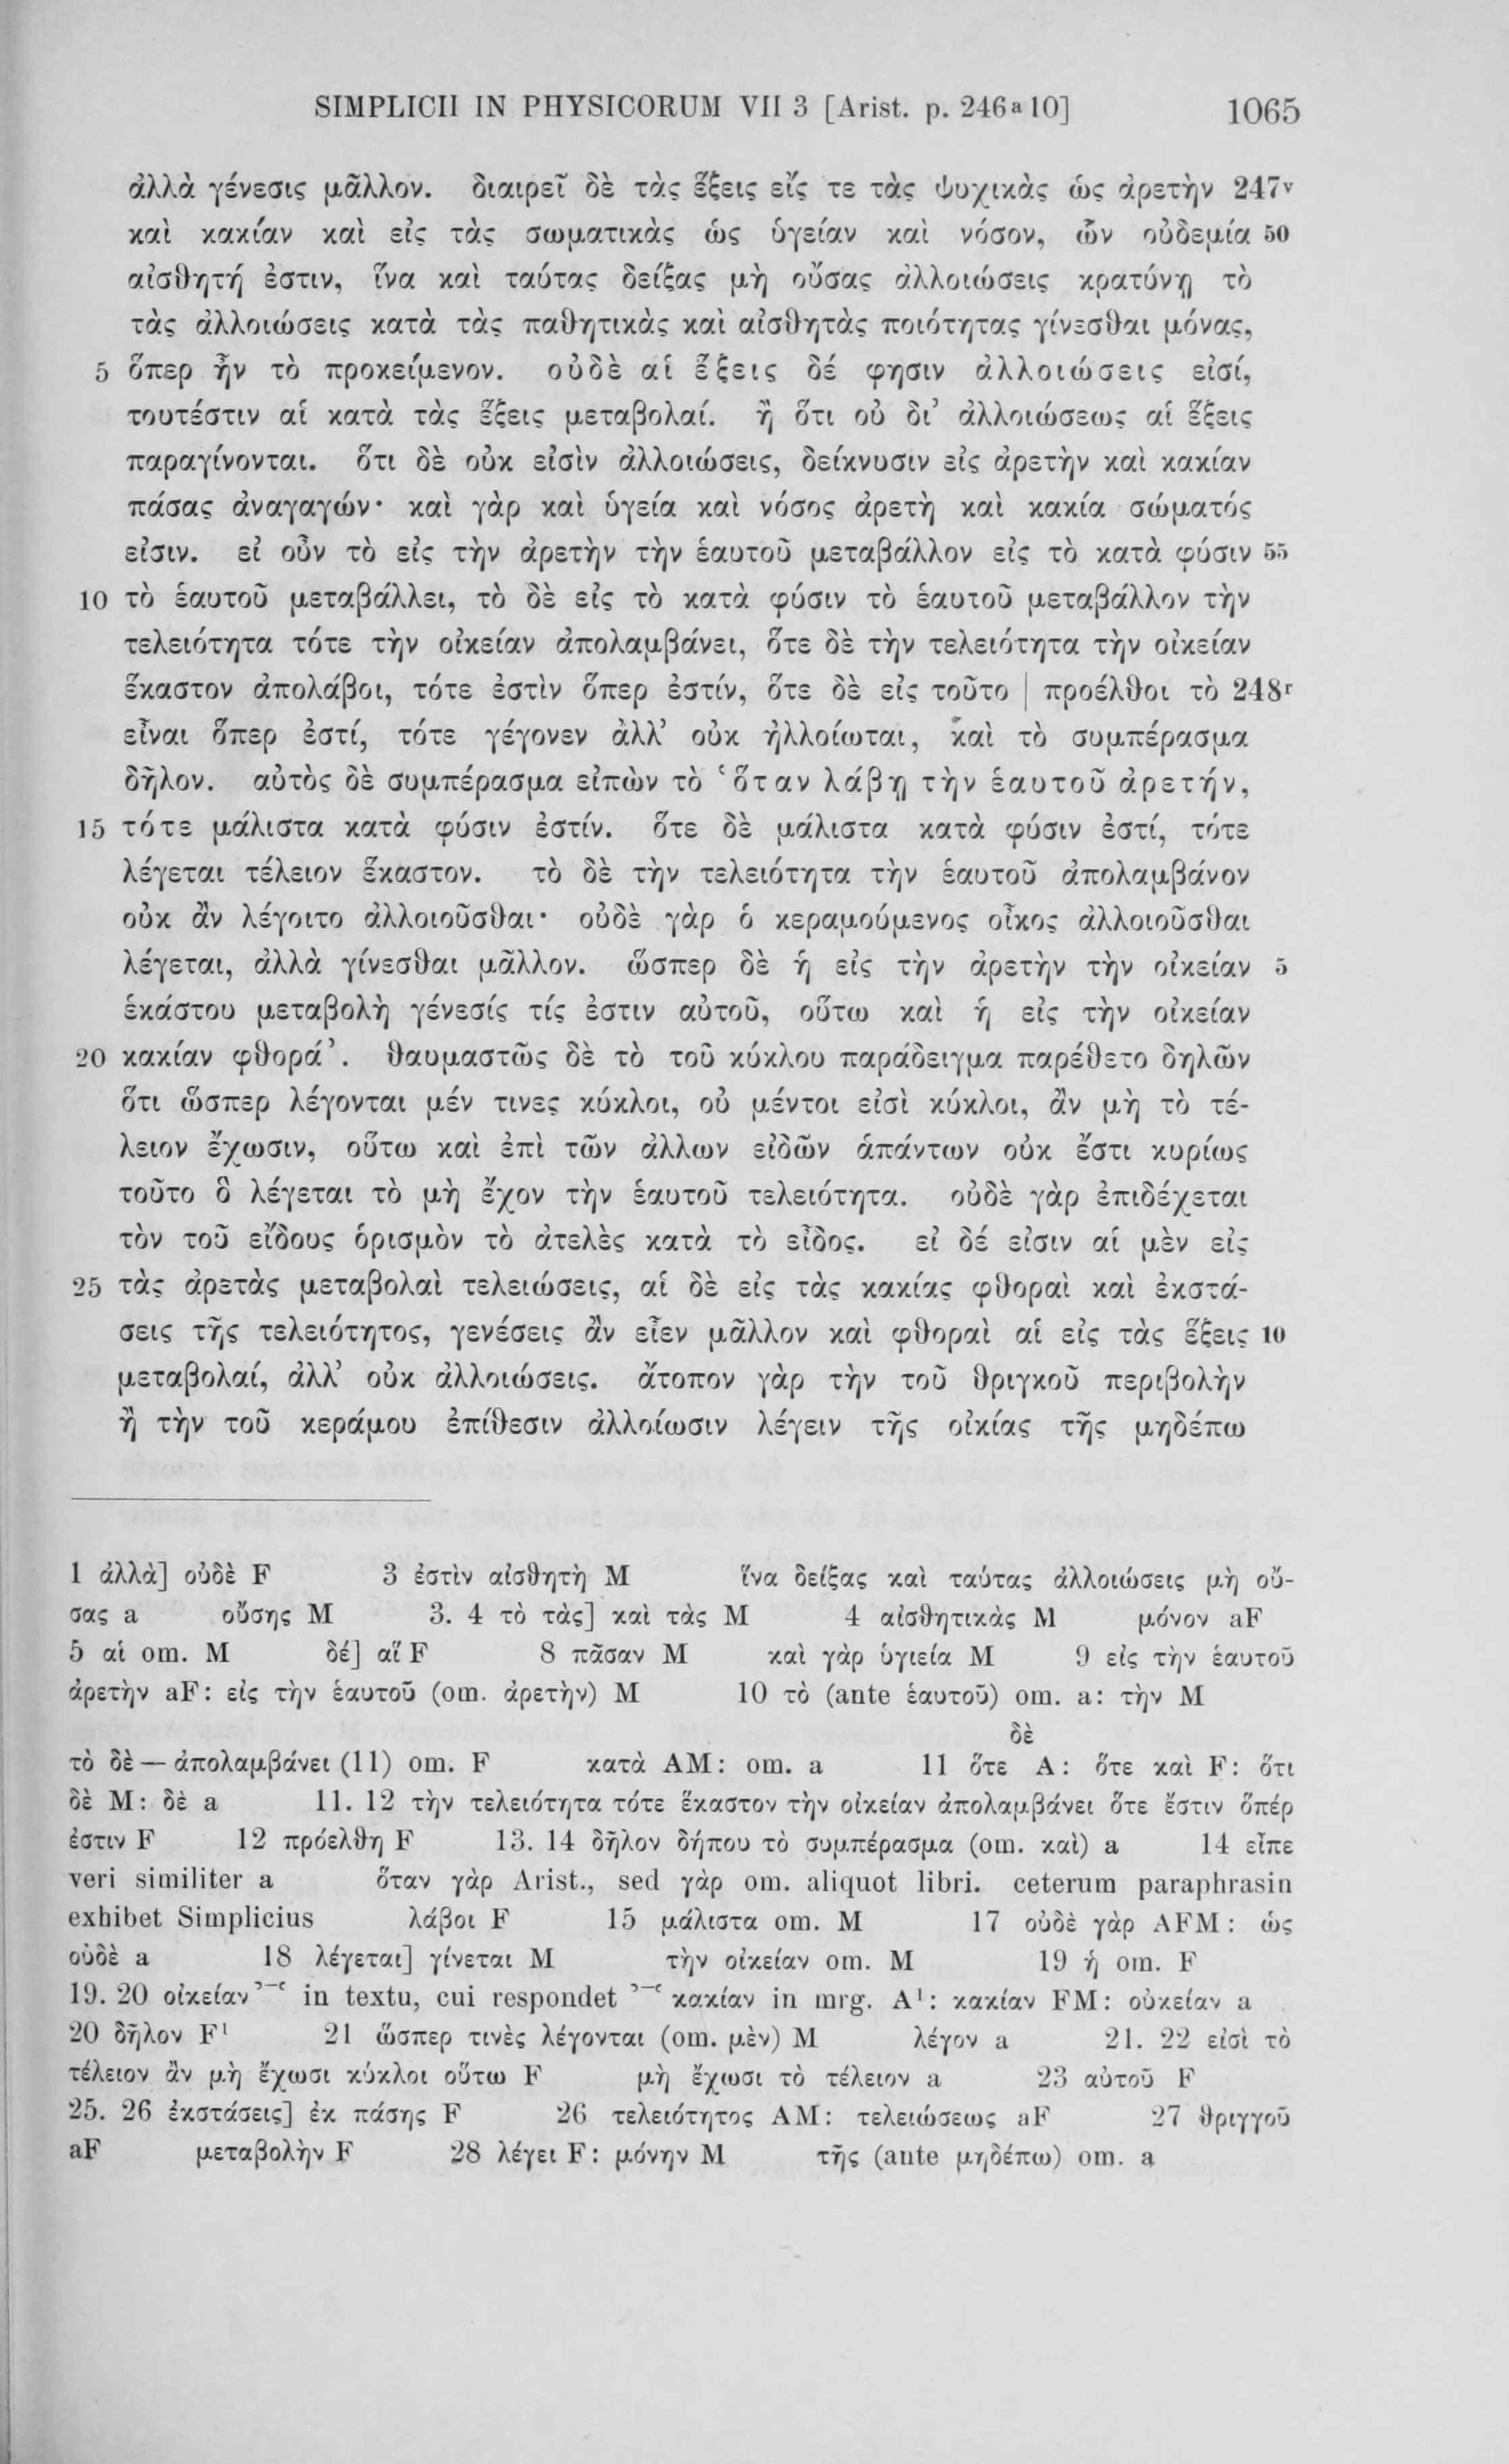 SIMPLICII IN PHYSICORUM VII 3 [Arist. p. 246ᵃ10] 1065
ἀλλὰ γένεσις μᾶλλον. διαιρεῖ δὲ τὰς ἕξεις εἴς τε τὰς ψυχικὰς ὡς ἀρετὴν 247ᵛ
καὶ κακίαν καὶ εἰς τὰς σωματικὰς ὡς ὑγείαν καὶ νόσον, ὧν οὐδεμία 50
αἰσθητή ἐστιν, ἵνα καὶ ταύτας δείξας μὴ οὔσας ἀλλοιώσεις κρατύνῃ τὸ
τὰς ἀλλοιώσεις κατὰ τὰς παθητικὰς καὶ αἰσθητὰς ποιότητας γίνεσθαι μόνας,
5 ὅπερ ἦν τὸ προκείμενον. οὐδὲ αἱ ἕξεις δέ φησιν ἀλλοιώσεις εἰσί,
τουτέστιν αἱ κατὰ τὰς ἕξεις μεταβολαί. ἢ ὅτι οὐ δι᾽ ἀλλοιώσεως αἱ ἕξεις
παραγίνονται. ὅτι δὲ οὐκ εἰσὶν ἀλλοιώσεις, δείκνυσιν εἰς ἀρετὴν καὶ κακίαν
πάσας ἀναγαγών· καὶ γὰρ καὶ ὑγεία καὶ νόσος ἀρετὴ καὶ κακία σώματός
εἰσιν. εἰ οὖν τὸ εἰς τὴν ἀρετὴν τὴν ἑαυτοῦ μεταβάλλον εἰς τὸ κατὰ φύσιν 55
10 τὸ ἑαυτοῦ μεταβάλλει, τὸ δὲ εἰς τὸ κατὰ φύσιν τὸ ἑαυτοῦ μεταβάλλον τὴν
τελειότητα τότε τὴν οἰκείαν ἀπολαμβάνει, ὅτε δὲ τὴν τελειότητα τὴν οἰκείαν
ἕκαστον ἀπολάβοι, τότε ἐστὶν ὅπερ ἐστίν, ὅτε δὲ εἰς τοῦτο | προέλθοι τὸ 248ʳ
εἶναι ὅπερ ἐστί, τότε γέγονεν ἀλλ᾽ οὐκ ἠλλοίωται, καὶ τὸ συμπέρασμα
δῆλον. αὐτὸς δὲ συμπέρασμα εἰπὼν τὸ ‘ὅταν λάβῃ τὴν ἑαυτοῦ ἀρετήν,
15 τότε μάλιστα κατὰ φύσιν ἐστίν. ὅτε δὲ μάλιστα κατὰ φύσιν ἐστί, τότε
λέγεται τέλειον ἕκαστον. τὸ δὲ τὴν τελειότητα τὴν ἑαυτοῦ ἀπολαμβάνον
οὐκ ἂν λέγοιτο ἀλλοιοῦσθαι· οὐδὲ γὰρ ὁ κεραμούμενος οἶκος ἀλλοιοῦσθαι
λέγεται, ἀλλὰ γίνεσθαι μᾶλλον. ὥσπερ δὲ ἡ εἰς τὴν ἀρετὴν τὴν οἰκείαν 5
ἑκάστου μεταβολὴ γένεσίς τίς ἐστιν αὐτοῦ, οὕτω καὶ ἡ εἰς τὴν οἰκείαν
20 κακίαν φθορά’. θαυμαστῶς δὲ τὸ τοῦ κύκλου παράδειγμα παρέθετο δηλῶν
ὅτι ὥσπερ λέγονται μέν τινες κύκλοι, οὐ μέντοι εἰσὶ κύκλοι, ἂν μὴ τὸ τέ-
λειον ἔχωσιν, οὕτω καὶ ἐπὶ τῶν ἄλλων εἰδῶν ἁπάντων οὐκ ἔστι κυρίως
τοῦτο ὃ λέγεται τὸ μὴ ἔχον τὴν ἑαυτοῦ τελειότητα. οὐδὲ γὰρ ἐπιδέχεται
τὸν τοῦ εἴδους ὁρισμὸν τὸ ἀτελὲς κατὰ τὸ εἶδος. εἰ δέ εἰσιν αἱ μὲν εἰς
25 τὰς ἀρετὰς μεταβολαὶ τελειώσεις, αἱ δὲ εἰς τὰς κακίας φθοραὶ καὶ ἐκστά-
σεις τῆς τελειότητος, γενέσεις ἂν εἶεν μᾶλλον καὶ φθοραὶ αἱ εἰς τὰς ἕξεις 10
μεταβολαί, ἀλλ᾽ οὐκ ἀλλοιώσεις. ἄτοπον γὰρ τὴν τοῦ θριγκοῦ περιβολὴν
ἢ τὴν τοῦ κεράμου ἐπίθεσιν ἀλλοίωσιν λέγειν τῆς οἰκίας τῆς μηδέπω
1 ἀλλὰ] οὐδὲ F 3 ἐστὶν αἰσθητὴ M ἵνα δείξας καὶ ταύτας ἀλλοιώσεις μὴ οὔ-
σας a οὔσης M 3. 4 τὸ τὰς] καὶ τὰς M 4 αἰσθητικὰς M μόνον aF
5 αἱ om. M δέ] αἵ F 8 πᾶσαν M καὶ γὰρ ὑγιεία M 9 εἰς τὴν ἑαυτοῦ
ἀρετὴν aF: εἰς τὴν ἑαυτοῦ (om. ἀρετὴν) M 10 τὸ (ante ἑαυτοῦ) om. a: τὴν M
τὸ δὲ — ἀπολαμβάνει (11) om. F κατὰ AM: om. a 11 ὅτε δὲ A: ὅτε καὶ F: ὅτι
δὲ M: δὲ a 11. 12 τὴν τελειότητα τότε ἕκαστον τὴν οἰκείαν ἀπολαμβάνει ὅτε ἔστιν ὅπέρ
ἐστιν F 12 πρόελθη F 13. 14 δῆλον δήπου τὸ συμπέρασμα (om. καὶ) a 14 εἶπε
veri similiter a ὅταν γὰρ Arist., sed γὰρ om. aliquot libri. ceterum paraphrasin
exhibet Simplicius λάβοι F 15 μάλιστα om. M 17 οὐδὲ γὰρ AFM: ὡς
οὐδὲ a 18 λέγεται] γίνεται M τὴν οἰκείαν om. M 19 ἡ om. F
19. 20 οἰκείαν ’–‘ in textu, cui respondet ’–‘ κακίαν in mrg. A¹: κακίαν FM: οὐκείαν a
20 δῆλον F¹ 21 ὥσπερ τινὲς λέγονται (om. μὲν) M λέγον a 21. 22 εἰσὶ τὸ
τέλειον ἂν μὴ ἔχωσι κύκλοι οὕτω F μὴ ἔχωσι τὸ τέλειον a 23 αὐτοῦ F
25. 26 ἐκστάσεις] ἐκ πάσης F 26 τελειότητος AM: τελειώσεως aF 27 θριγγοῦ
aF μεταβολὴν F 28 λέγει F: μόνην M τῆς (ante μηδέπω) om. a